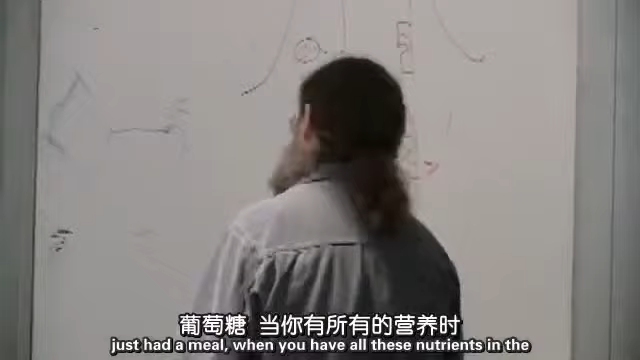 葡萄糖 当你有所有的营养时
just had a meal, when you have all these nutrients in the